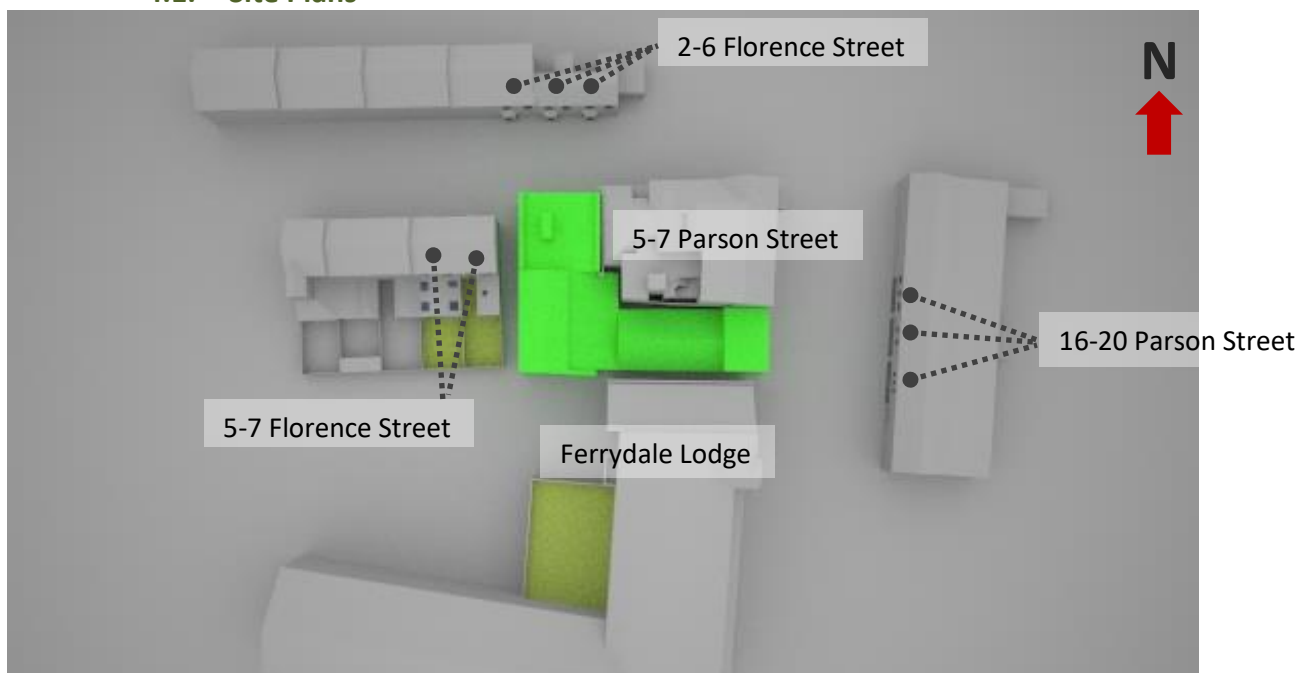 2-6 Florence Street
N
5-7 Parson Street
16-20 Parson Street
5-7 Florence Street
Ferrydale Lodge